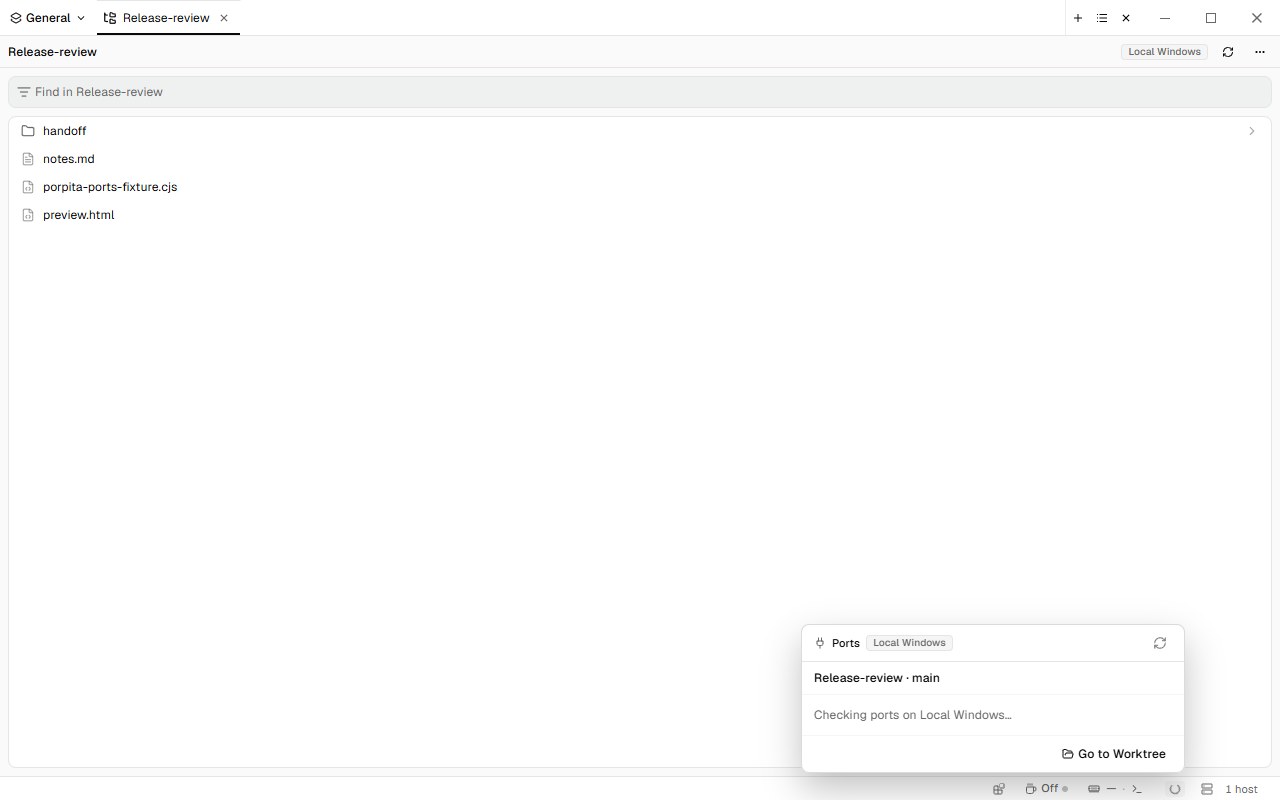 General
Release-review
Release-review
Local Windows
Find in Release-review
handoff
notes.md
porpita-ports-fixture.cjs
preview.html
Ports
Local Windows
Release-review · main
Checking ports on Local Windows...
Go to Worktree
Off
— ·
1 host